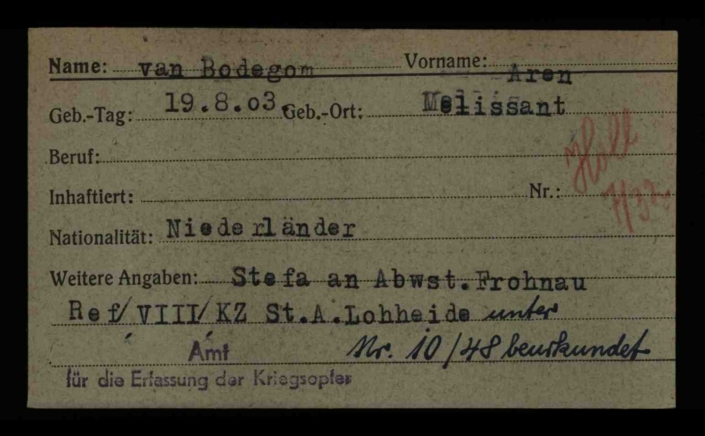 Name: van Bodegom Vorname: Aren
Geb.-Tag: 19.8.03. Geb.-Ort: Melissant
Beruf: Holl
Inhaftiert: Nr.:
Nationalität: Niederländer
Weitere Angaben: Stefa an Abwst.Frohnau
Ref/VIII/KZ St.A.Lohheide unter
Amt Nr. 10/48 beurkundet
für die Erfassung der Kriegsopfer